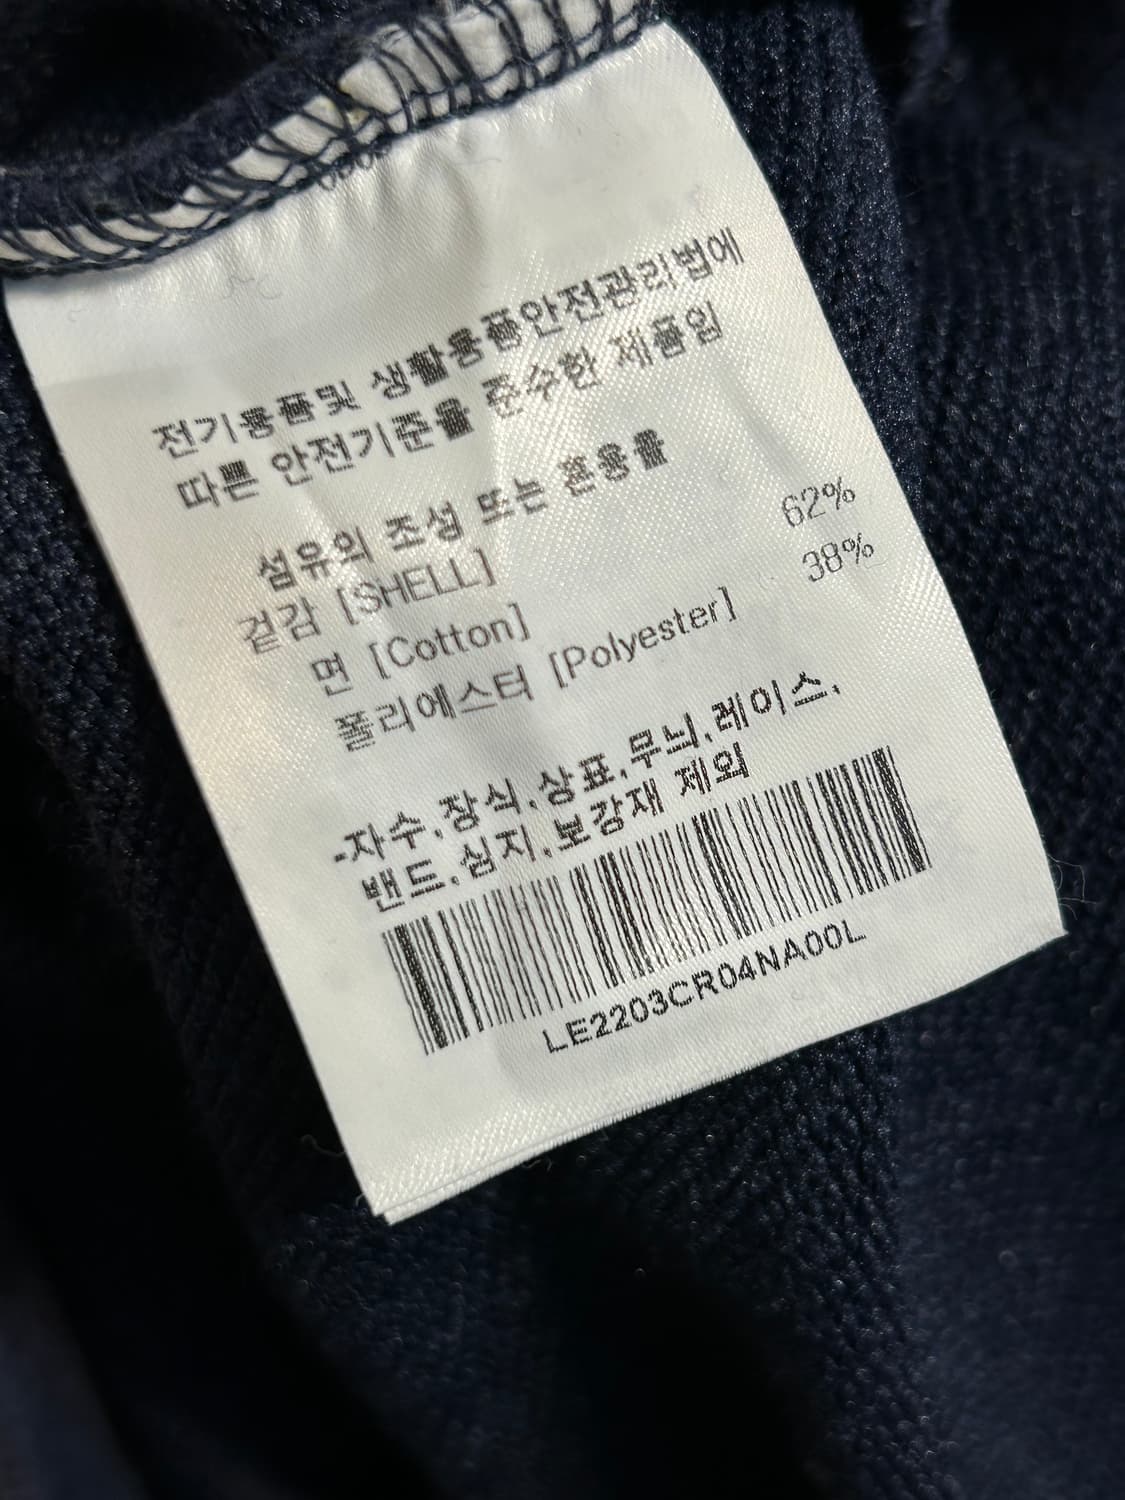 전기용품및 생활용품안전관리법에
따른 안전기준을 준수한 제품임
섬유의 조성 또는 혼용율
겉감 [SHELL]
면 [Cotton] 62%
폴리에스터 [Polyester] 38%
-자수,장식,상표,무늬,레이스,
밴드,심지,보강재 제외
LE2203CR04NA00L